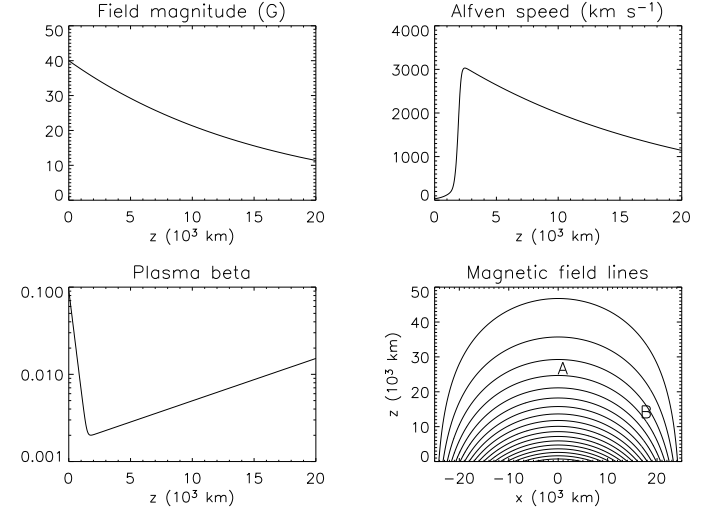 Field magnitude (G)
50
40
30
20
10
0
0 5 10 15 20
z (10³ km)
Alfven speed (km s⁻¹)
4000
3000
2000
1000
0
0 5 10 15 20
z (10³ km)
Plasma beta
0.100
0.010
0.001
0 5 10 15 20
z (10³ km)
Magnetic field lines
z (10³ km)
50
40
30
20
10
0
A
B
−20 −10 0 10 20
x (10³ km)